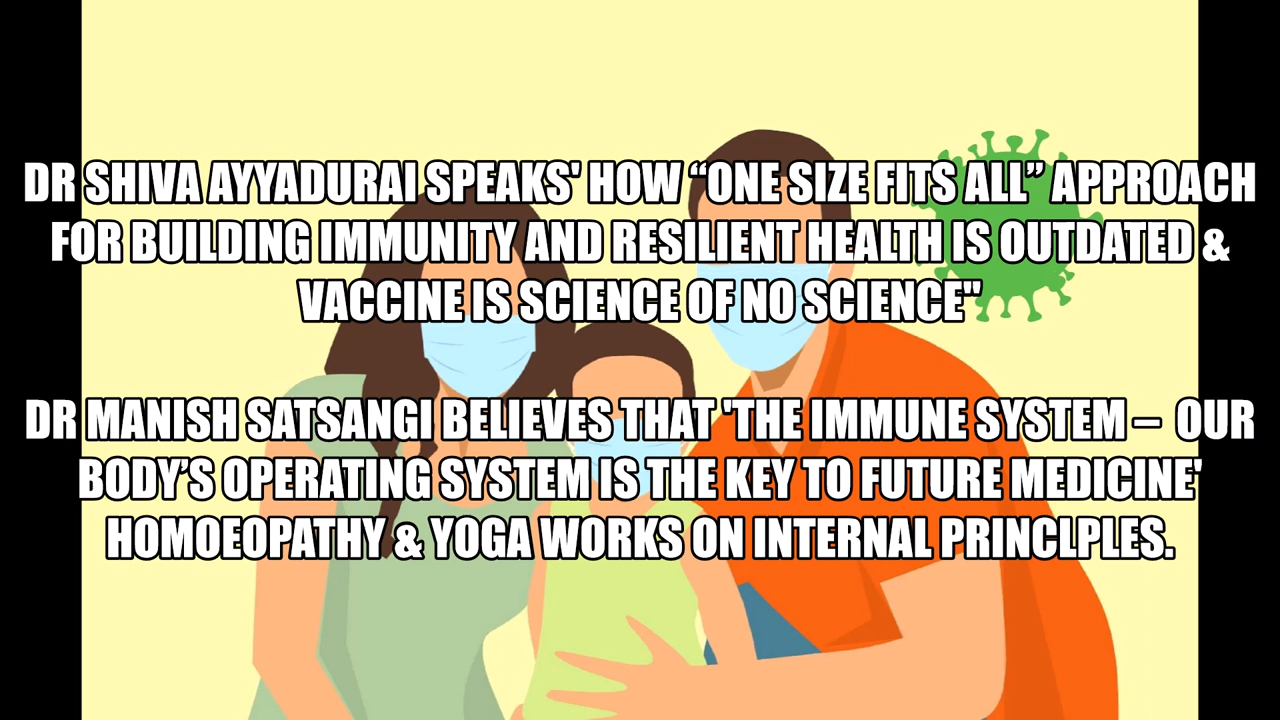 DR SHIVA AYYADURAI SPEAKS' HOW “ONE SIZE FITS ALL” APPROACH
FOR BUILDING IMMUNITY AND RESILIENT HEALTH IS OUTDATED &
VACCINE IS SCIENCE OF NO SCIENCE"
DR MANISH SATSANGI BELIEVES THAT 'THE IMMUNE SYSTEM – OUR
BODY’S OPERATING SYSTEM IS THE KEY TO FUTURE MEDICINE'
HOMOEOPATHY & YOGA WORKS ON INTERNAL PRINCLPLES.